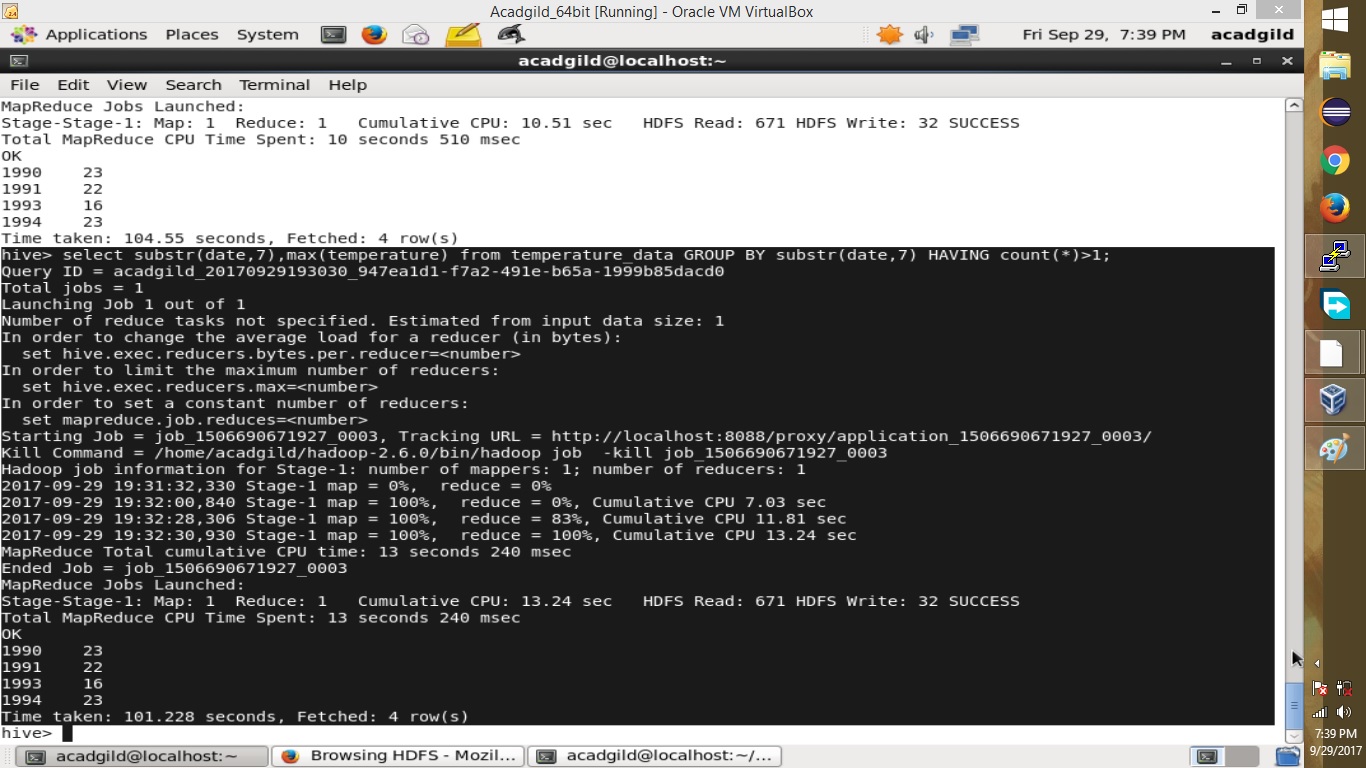 Acadgild_64bit [Running] - Oracle VM VirtualBox
Applications Places System Fri Sep 29, 7:39 PM acadgild
acadgild@localhost:~
File Edit View Search Terminal Help
MapReduce Jobs Launched:
Stage-Stage-1: Map: 1  Reduce: 1   Cumulative CPU: 10.51 sec   HDFS Read: 671 HDFS Write: 32 SUCCESS
Total MapReduce CPU Time Spent: 10 seconds 510 msec
OK
1990    23
1991    22
1993    16
1994    23
Time taken: 104.55 seconds, Fetched: 4 row(s)
hive> select substr(date,7),max(temperature) from temperature_data GROUP BY substr(date,7) HAVING count(*)>1;
Query ID = acadgild_20170929193030_947ea1d1-f7a2-491e-b65a-1999b85dacd0
Total jobs = 1
Launching Job 1 out of 1
Number of reduce tasks not specified. Estimated from input data size: 1
In order to change the average load for a reducer (in bytes):
  set hive.exec.reducers.bytes.per.reducer=<number>
In order to limit the maximum number of reducers:
  set hive.exec.reducers.max=<number>
In order to set a constant number of reducers:
  set mapreduce.job.reduces=<number>
Starting Job = job_1506690671927_0003, Tracking URL = http://localhost:8088/proxy/application_1506690671927_0003/
Kill Command = /home/acadgild/hadoop-2.6.0/bin/hadoop job  -kill job_1506690671927_0003
Hadoop job information for Stage-1: number of mappers: 1; number of reducers: 1
2017-09-29 19:31:32,330 Stage-1 map = 0%,  reduce = 0%
2017-09-29 19:32:00,840 Stage-1 map = 100%,  reduce = 0%, Cumulative CPU 7.03 sec
2017-09-29 19:32:28,306 Stage-1 map = 100%,  reduce = 83%, Cumulative CPU 11.81 sec
2017-09-29 19:32:30,930 Stage-1 map = 100%,  reduce = 100%, Cumulative CPU 13.24 sec
MapReduce Total cumulative CPU time: 13 seconds 240 msec
Ended Job = job_1506690671927_0003
MapReduce Jobs Launched:
Stage-Stage-1: Map: 1  Reduce: 1   Cumulative CPU: 13.24 sec   HDFS Read: 671 HDFS Write: 32 SUCCESS
Total MapReduce CPU Time Spent: 13 seconds 240 msec
OK
1990    23
1991    22
1993    16
1994    23
Time taken: 101.228 seconds, Fetched: 4 row(s)
hive>
acadgild@localhost:~ Browsing HDFS - Mozil... acadgild@localhost:~/...
7:39 PM
9/29/2017